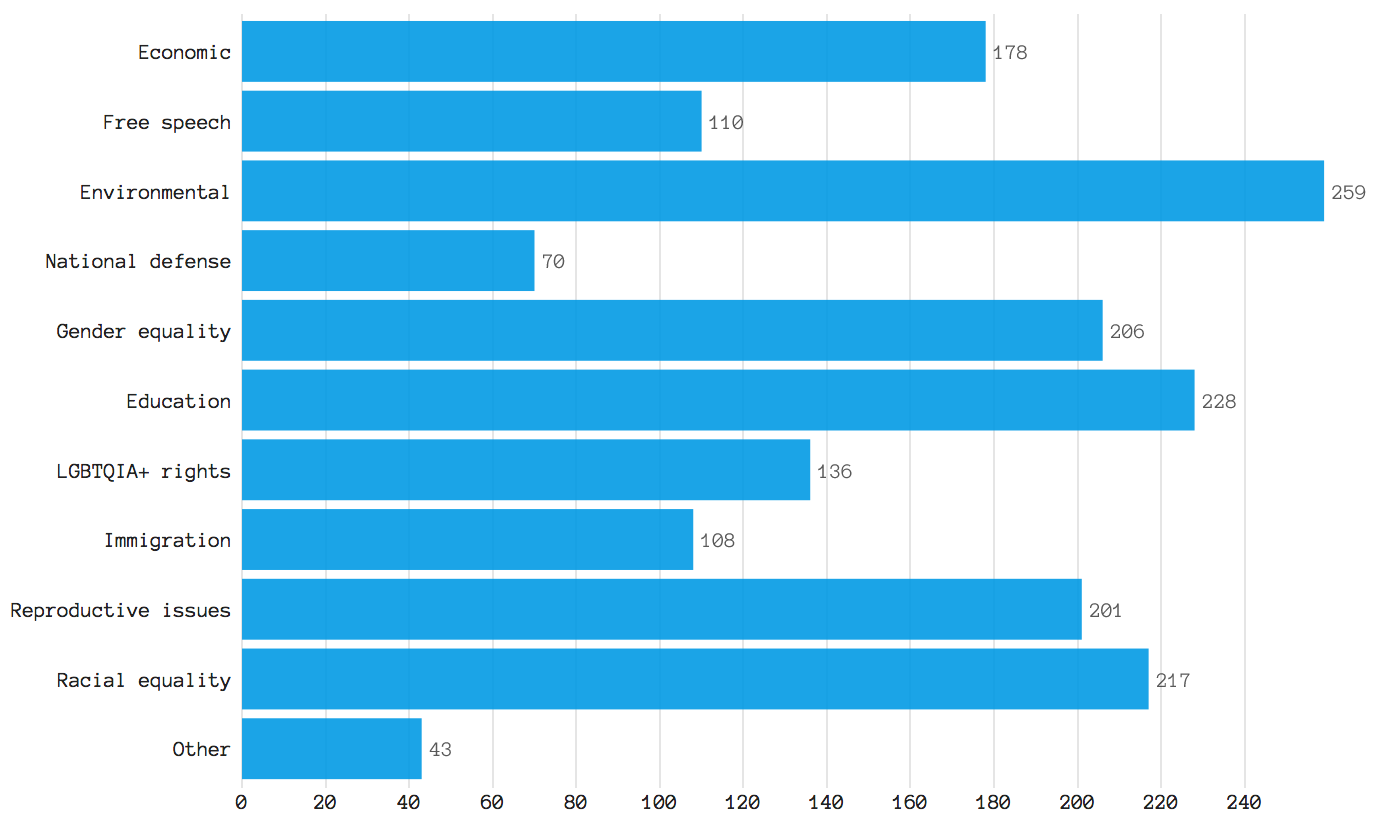 Economic 178
Free speech 110
Environmental 259
National defense 70
Gender equality 206
Education 228
LGBTQIA+ rights 136
Immigration 108
Reproductive issues 201
Racial equality 217
Other 43
0 20 40 60 80 100 120 140 160 180 200 220 240